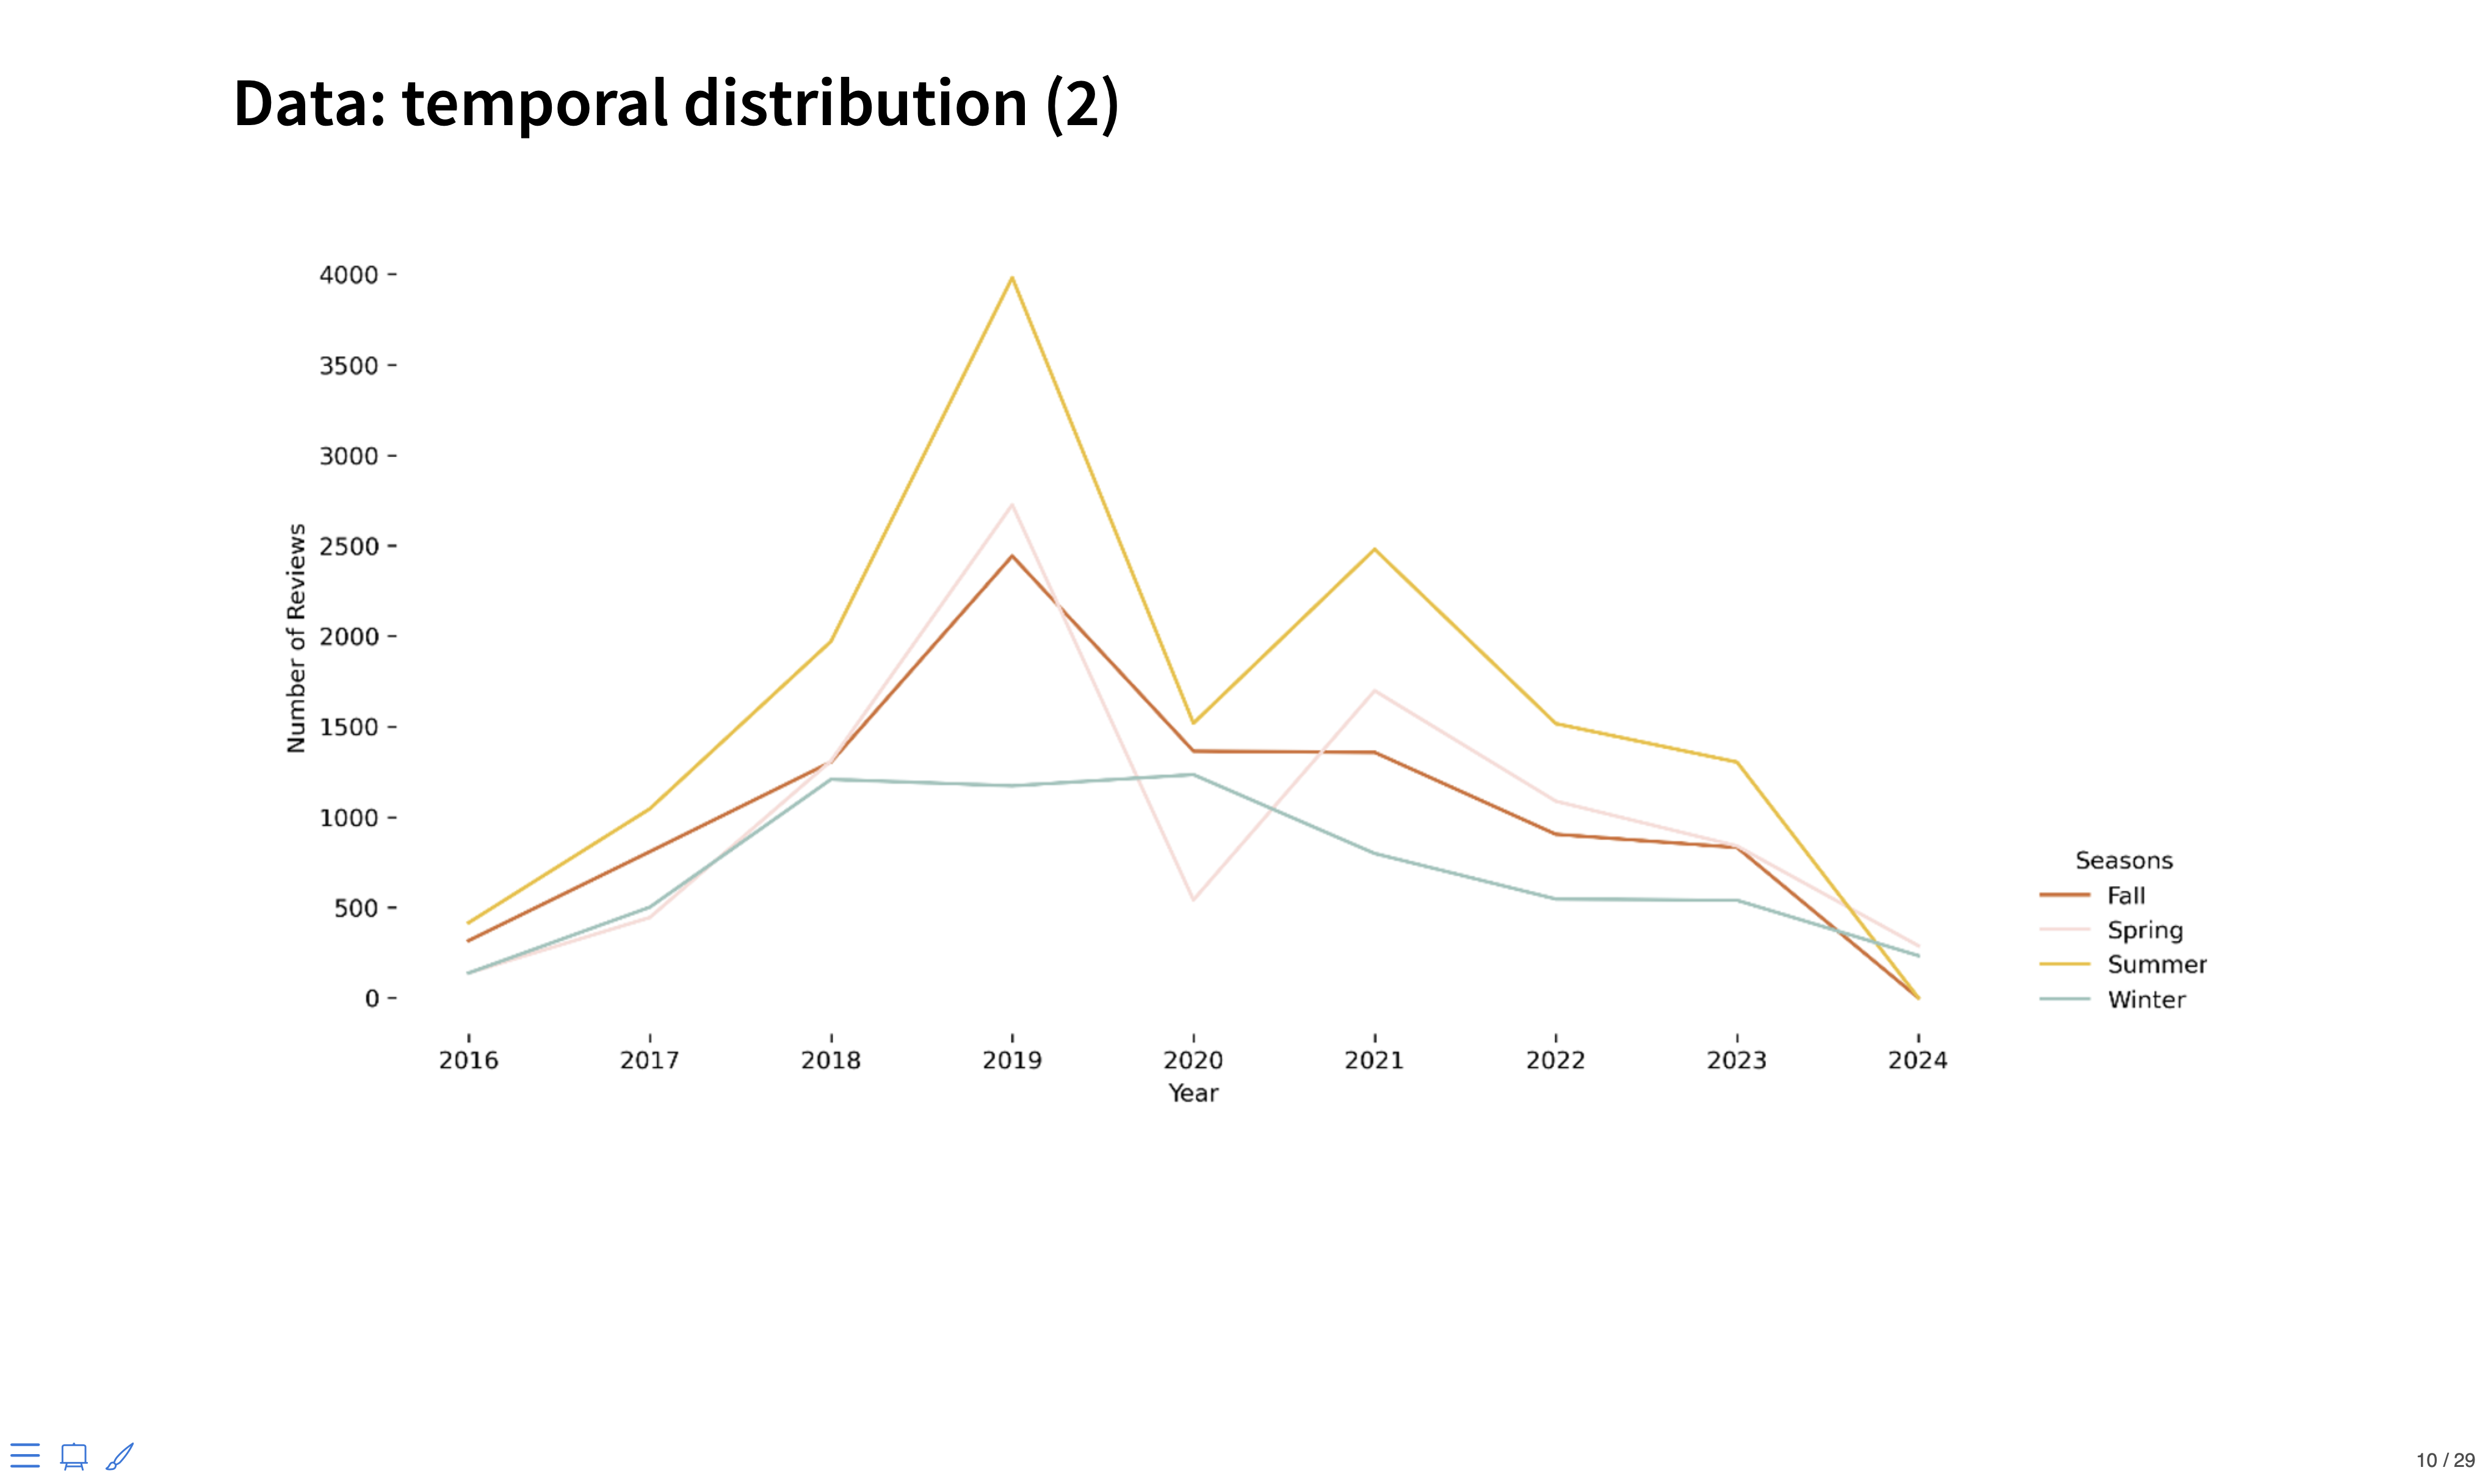 Data: temporal distribution (2)
4000
3500
3000
2500
2000
1500
1000
500
0
Number of Reviews
2016 2017 2018 2019 2020 2021 2022 2023 2024
Year
Seasons
Fall
Spring
Summer
Winter
10 / 29